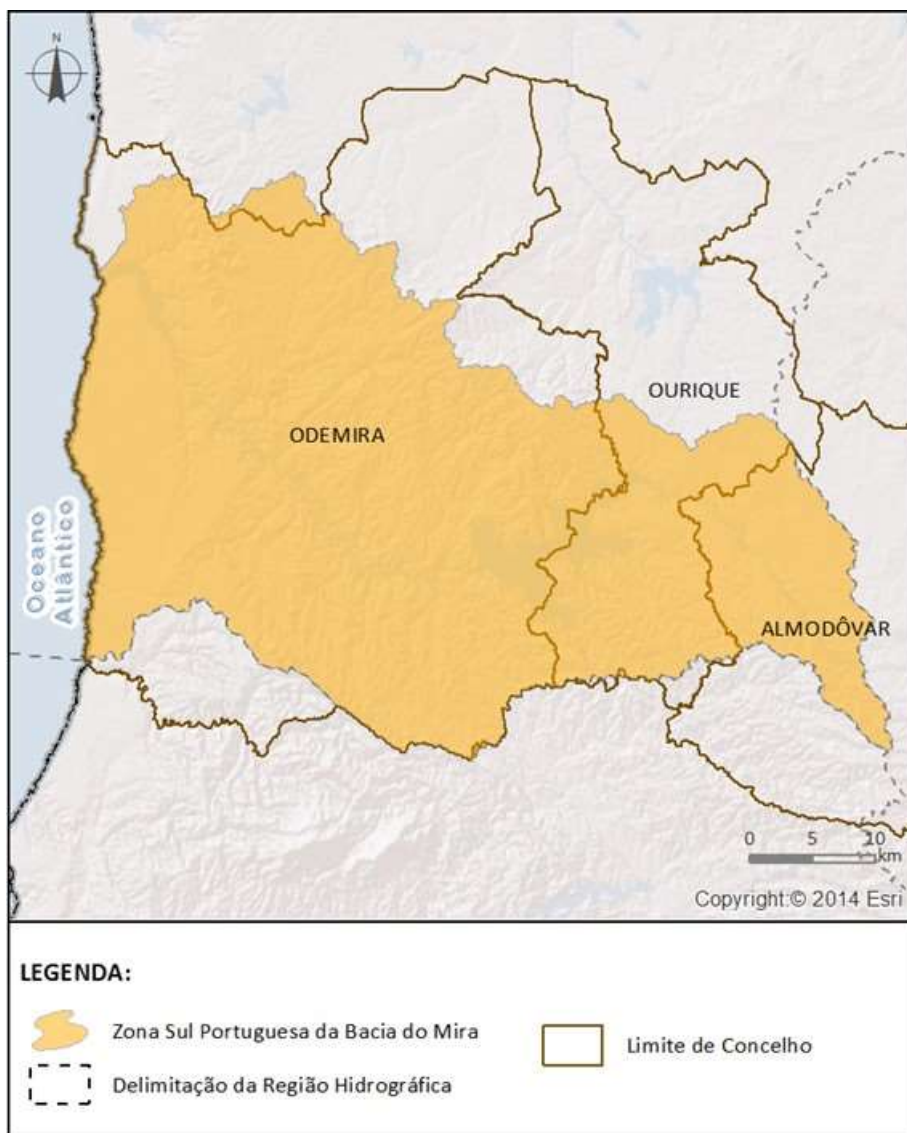 N
OURIQUE
ODEMIRA
Oceano
Atlântico
ALMODÔVAR
0 5 10
km
Copyright:© 2014 Esri
LEGENDA:
Zona Sul Portuguesa da Bacia do Mira
Limite de Concelho
Delimitação da Região Hidrográfica